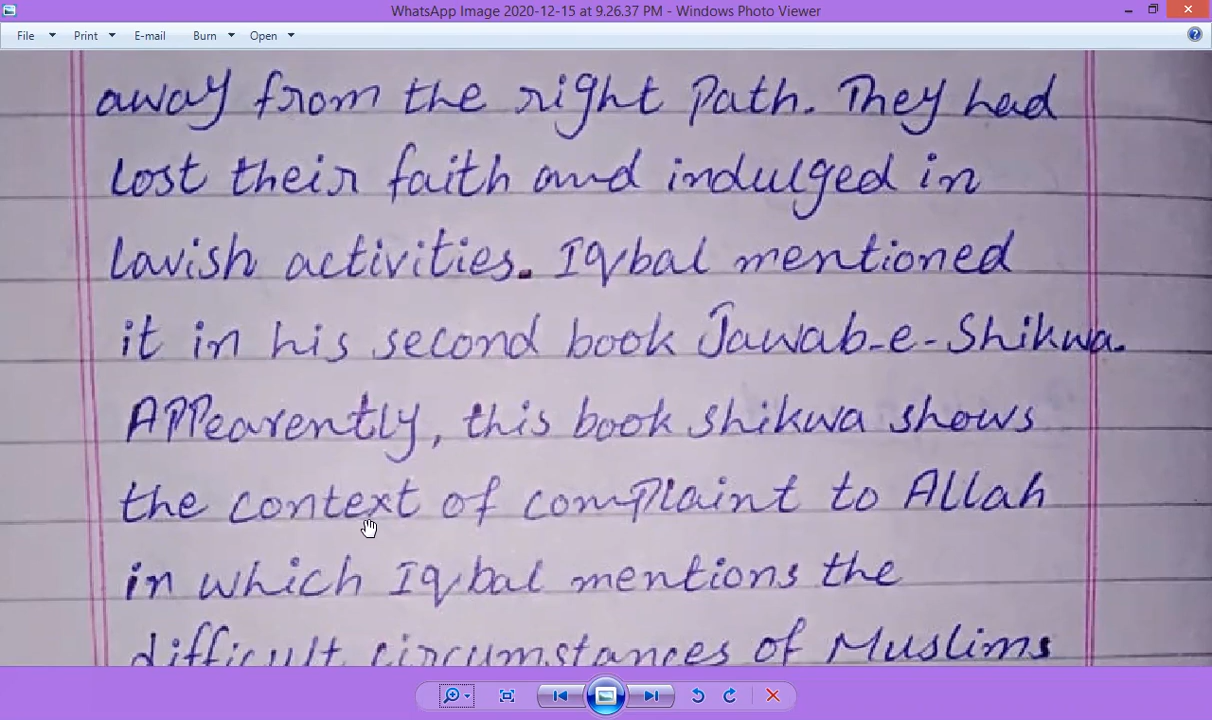 WhatsApp Image 2020-12-15 at 9.26.37 PM - Windows Photo Viewer
File Print E-mail Burn Open
away from the right Path. They had
lost their faith and indulged in
lavish activities. Iqbal mentioned
it in his second book Jawab-e-Shikwa.
Appearently, this book shikwa shows
the context of complaint to Allah
in which Iqbal mentions the
difficult circumstances of Muslims